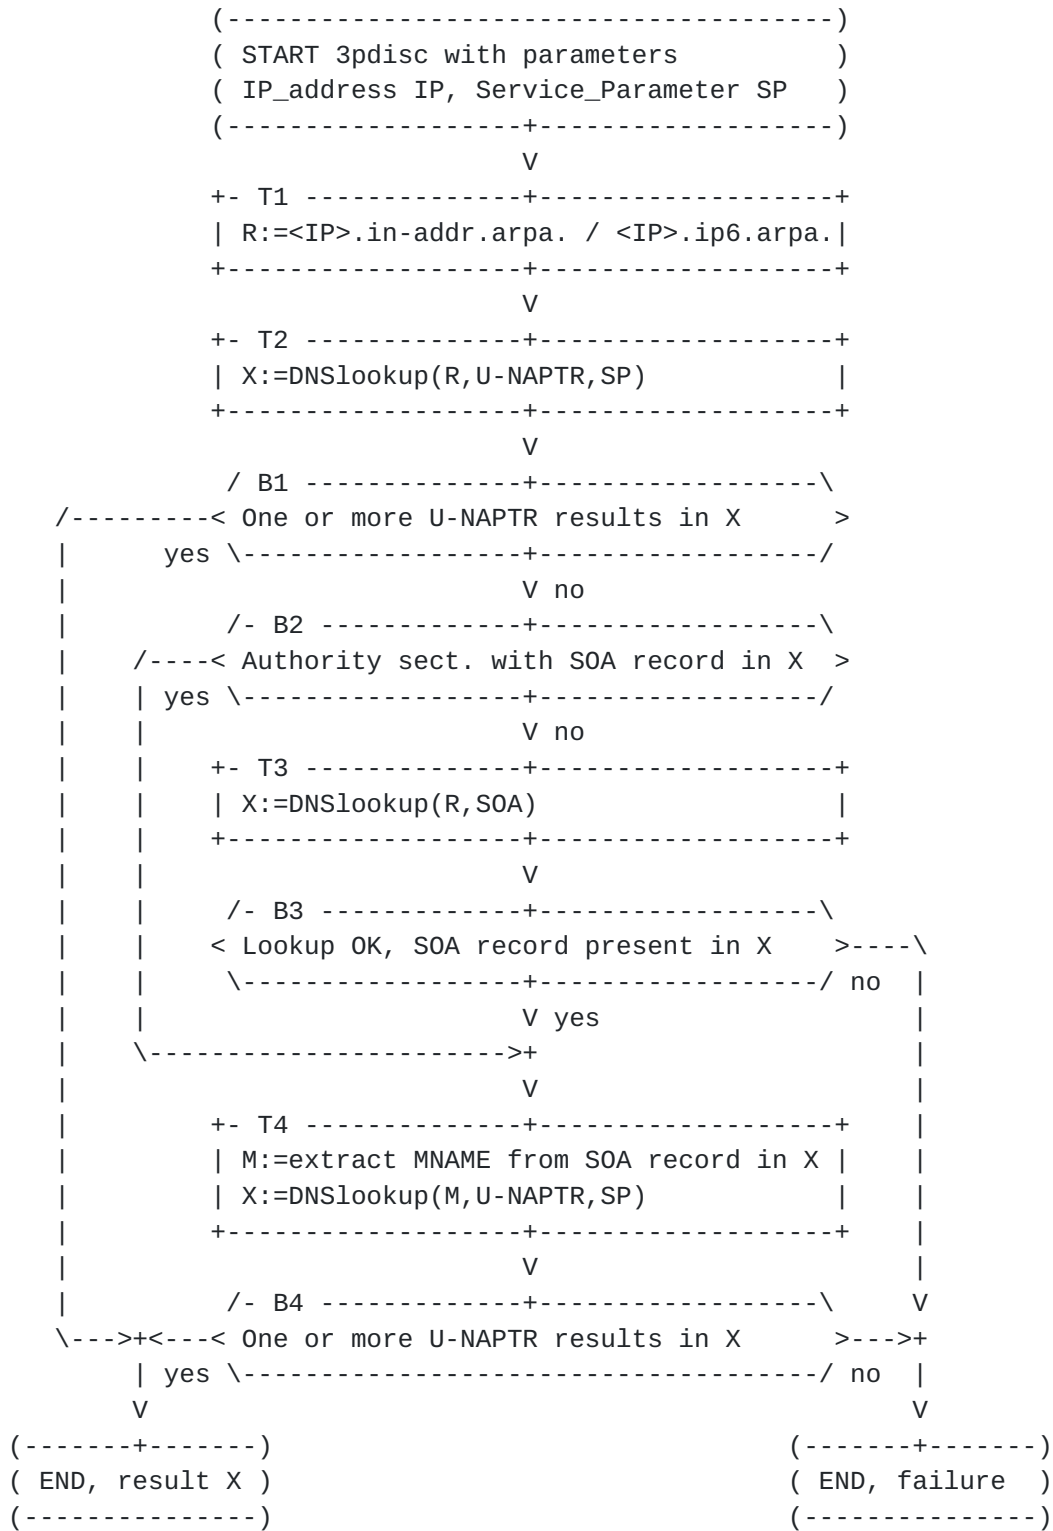 (---------------------------------------)
( START 3pdisc with parameters          )
( IP_address IP, Service_Parameter SP   )
(-------------------+-------------------)
V
+- T1 --------------+-------------------+
| R:=<IP>.in-addr.arpa. / <IP>.ip6.arpa.|
+-------------------+-------------------+
V
+- T2 --------------+-------------------+
| X:=DNSlookup(R,U-NAPTR,SP)            |
+-------------------+-------------------+
V
/ B1 --------------+------------------\
/---------< One or more U-NAPTR results in X      >
|      yes \------------------+------------------/
|                             V no
|          /- B2 -------------+------------------\
|    /----< Authority sect. with SOA record in X  >
|    | yes \------------------+------------------/
|    |                        V no
|    |    +- T3 --------------+-------------------+
|    |    | X:=DNSlookup(R,SOA)                   |
|    |    +-------------------+-------------------+
|    |                        V
|    |     /- B3 -------------+------------------\
|    |    < Lookup OK, SOA record present in X    >----\
|    |     \------------------+------------------/ no  |
|    |                        V yes                    |
|    \----------------------->+                        |
|                             V                        |
|         +- T4 --------------+-------------------+    |
|         | M:=extract MNAME from SOA record in X |    |
|         | X:=DNSlookup(M,U-NAPTR,SP)            |    |
|         +-------------------+-------------------+    |
|                             V                        |
|          /- B4 -------------+------------------\     V
\--->+<---< One or more U-NAPTR results in X      >--->+
| yes \-------------------------------------/ no  |
V                                                 V
(-------+-------)                                 (-------+-------)
( END, result X )                                 ( END, failure  )
(---------------)                                 (---------------)